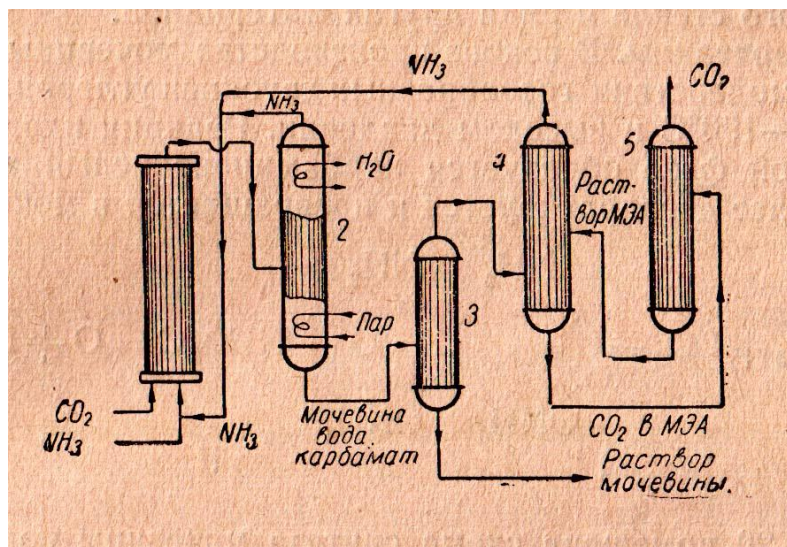 NH₃
CO₂
NH₃
H₂O
4
5
Раст-
вор МЭА
2
3
Пар
CO₂
NH₃
NH₃
Мочевина
вода
карбамат
CO₂ в МЭА
Раствор
мочевины.